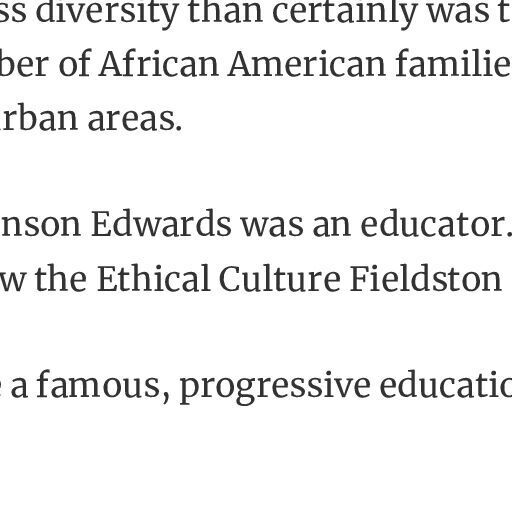 ss diversity than certainly was t
ber of African American familie
rban areas.
nson Edwards was an educator.
w the Ethical Culture Fieldston
e a famous, progressive educatio